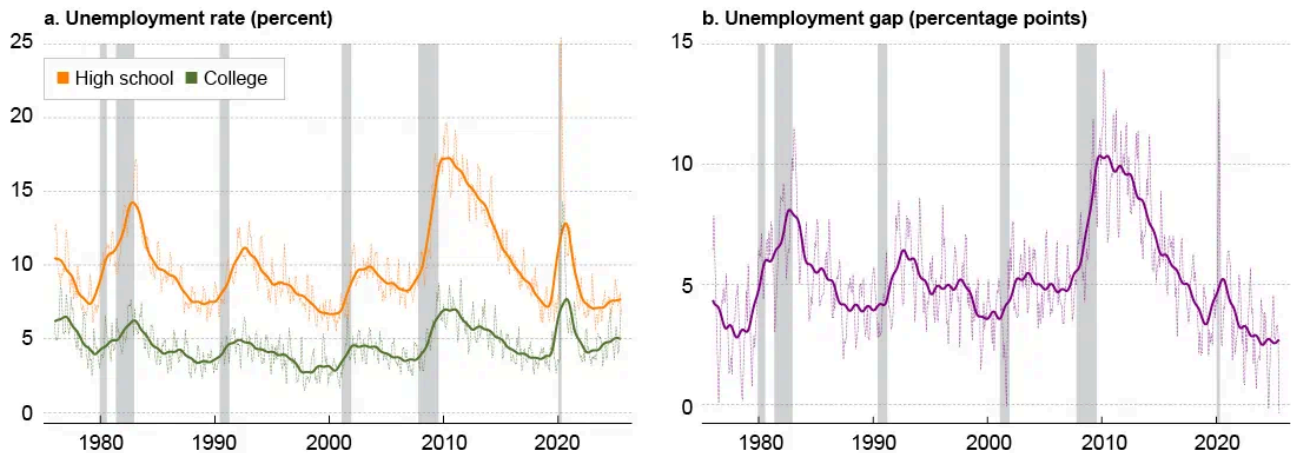 a. Unemployment rate (percent)
25
High school College
20
15
10
5
0
1980 1990 2000 2010 2020
b. Unemployment gap (percentage points)
15
10
5
0
1980 1990 2000 2010 2020